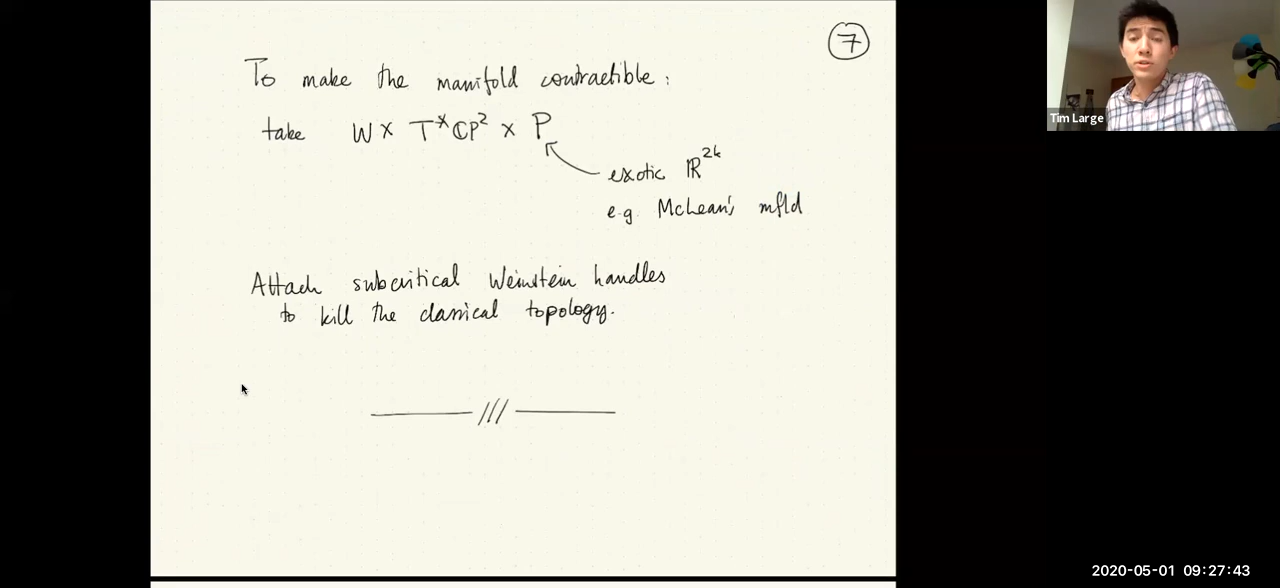 7
To make the manifold contractible:
take W × T*ℂP² × P
exotic ℝ²ᵏ
e.g. McLean's mfld
Attach subcritical Weinstein handles
to kill the classical topology.
Tim Large
2020-05-01 09:27:43